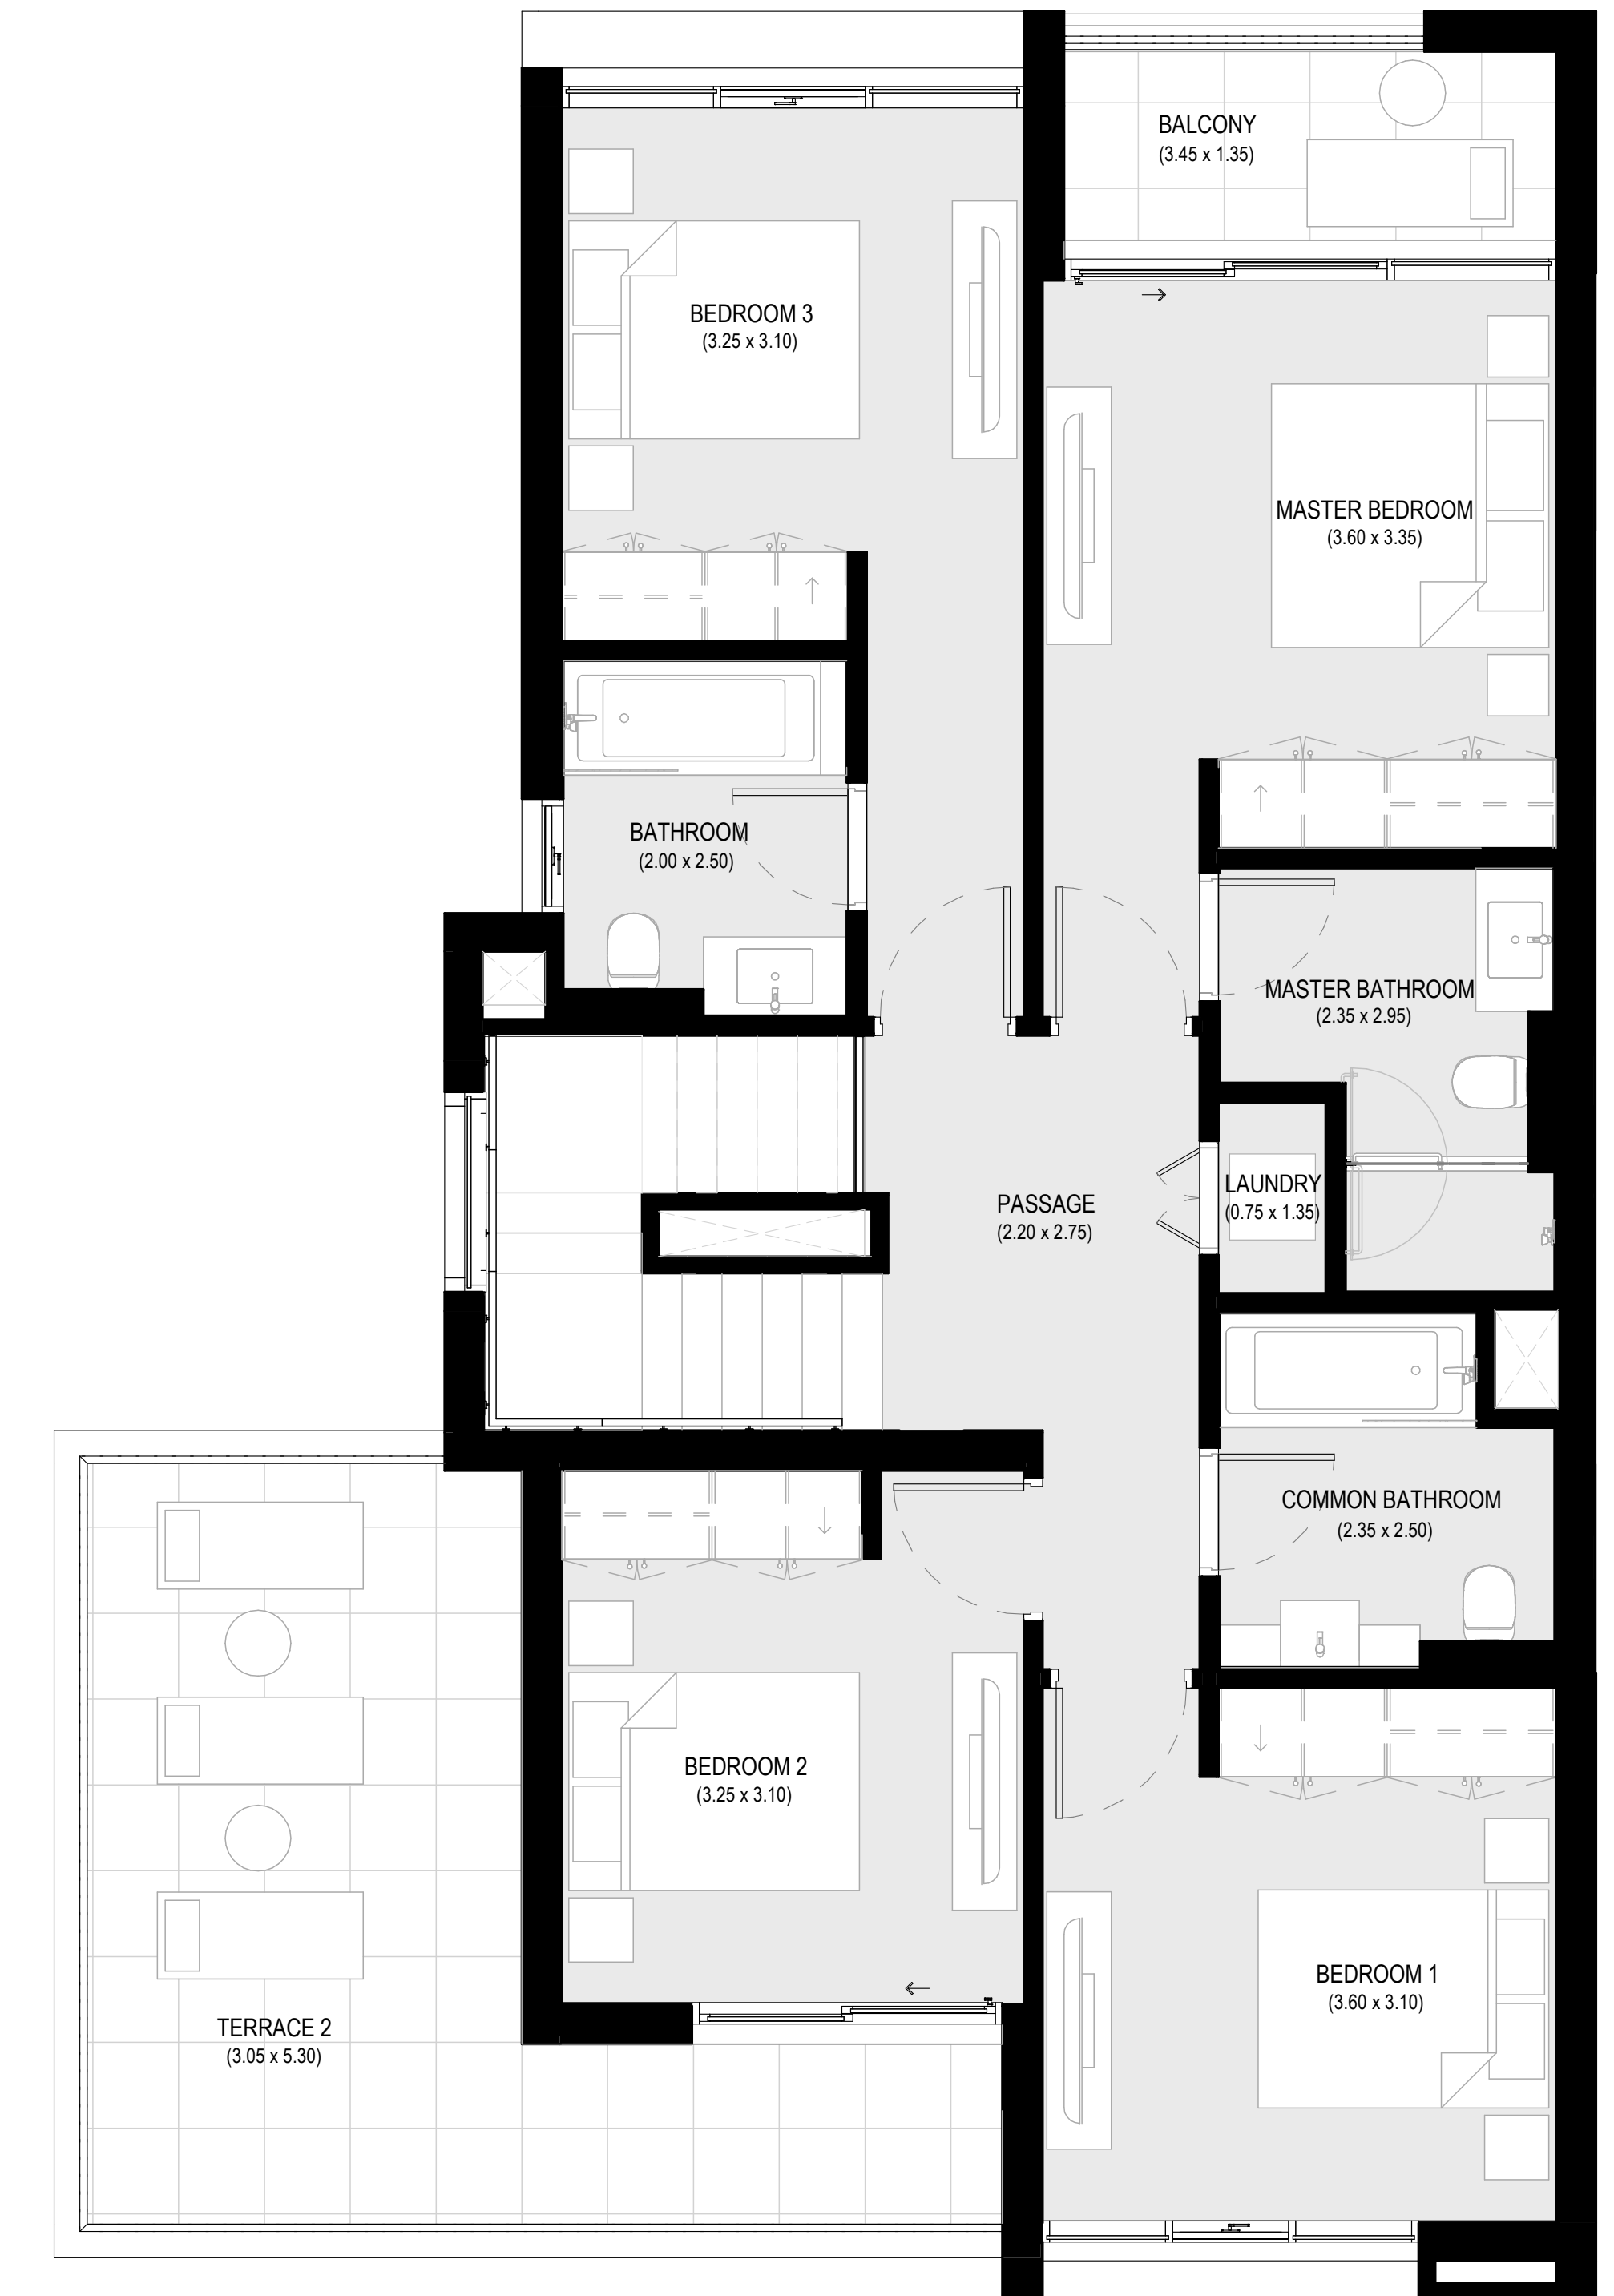 BALCONY
(3.45 x 1.35)
BEDROOM 3
(3.25 x 3.10)
MASTER BEDROOM
(3.60 x 3.35)
BATHROOM
(2.00 x 2.50)
MASTER BATHROOM
(2.35 x 2.95)
PASSAGE
(2.20 x 2.75)
LAUNDRY
(0.75 x 1.35)
COMMON BATHROOM
(2.35 x 2.50)
BEDROOM 2
(3.25 x 3.10)
BEDROOM 1
(3.60 x 3.10)
TERRACE 2
(3.05 x 5.30)